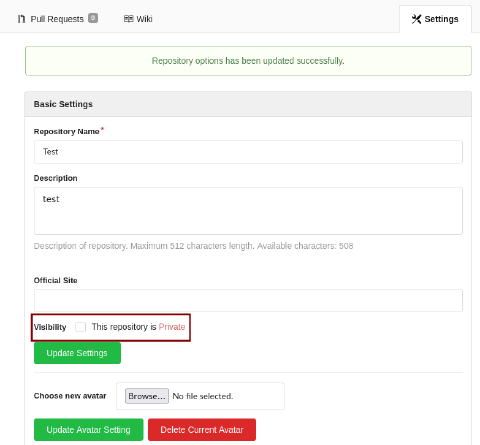 Pull Requests 0 Wiki Settings
Repository options has been updated successfully.
Basic Settings
Repository Name*
Test
Description
test
Description of repository. Maximum 512 characters length. Available characters: 508
Official Site
Visibility This repository is Private
Update Settings
Choose new avatar Browse... No file selected.
Update Avatar Setting Delete Current Avatar